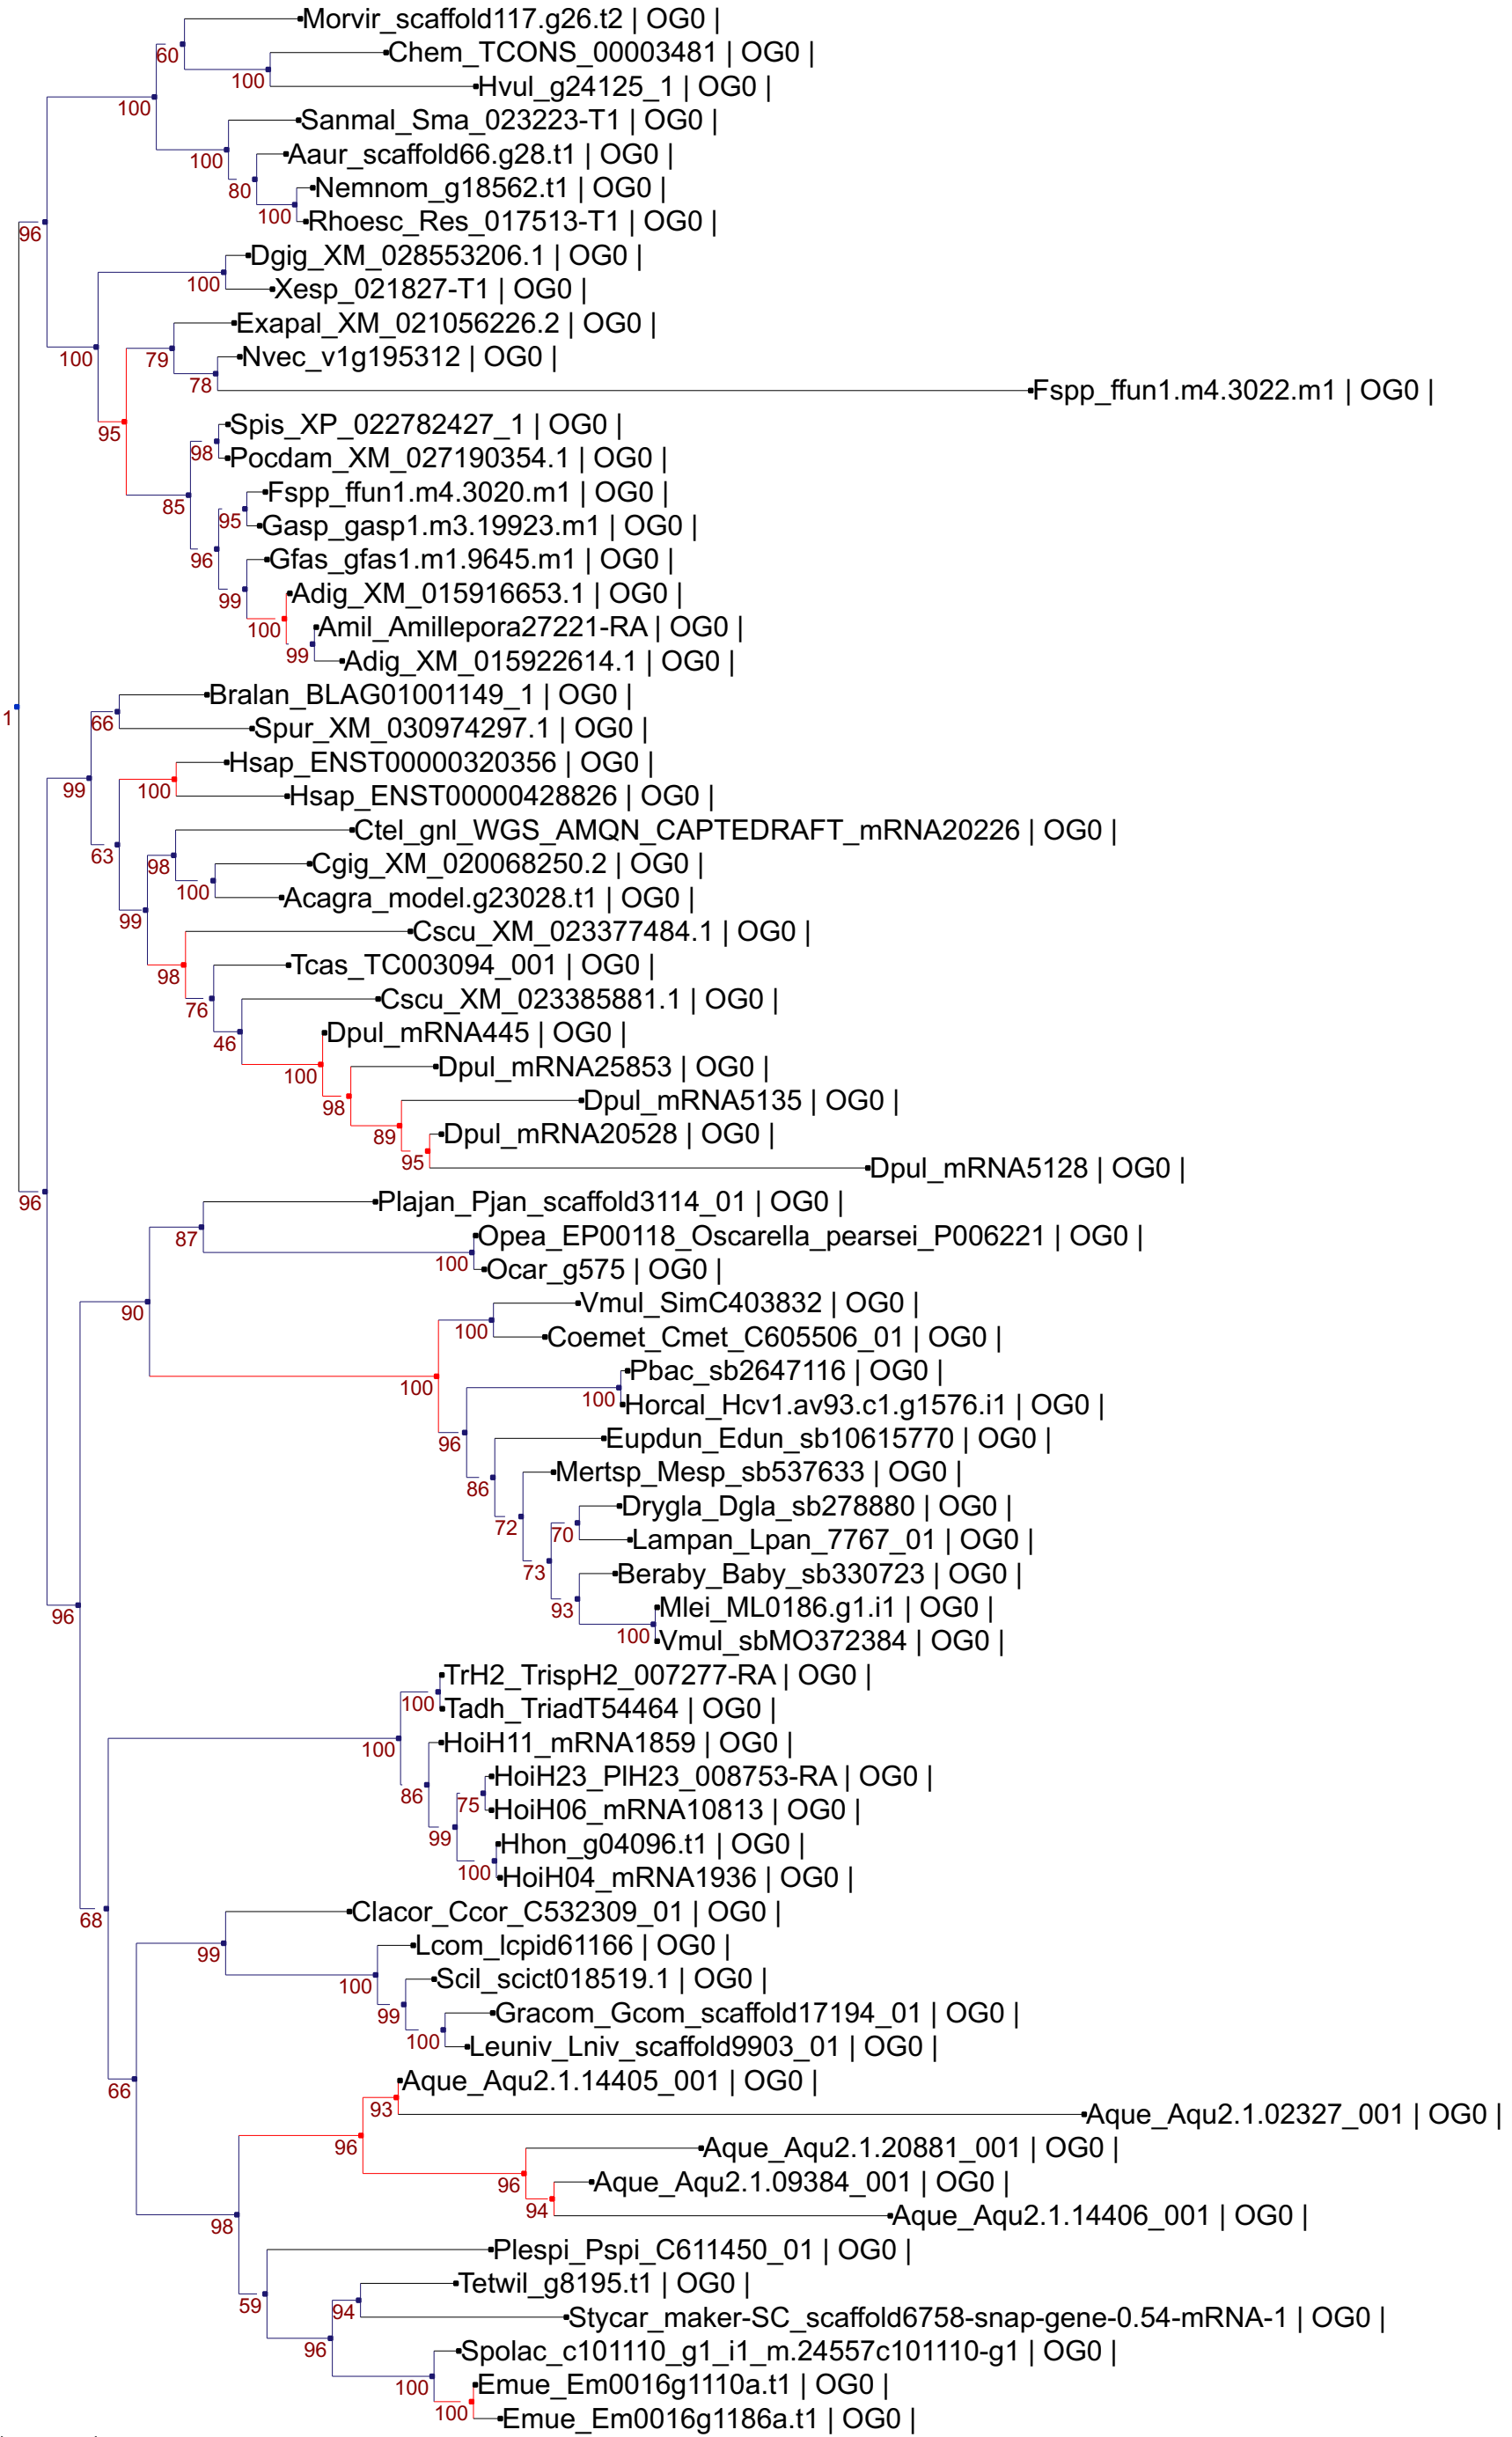 Morvir_scaffold117.g26.t2 | OG0 |
60
Chem_TCONS_00003481 | OG0 |
100
Hvul_g24125_1 | OG0 |
100
Sanmal_Sma_023223-T1 | OG0 |
100
Aaur_scaffold66.g28.t1 | OG0 |
80
Nemnom_g18562.t1 | OG0 |
100
Rhoesc_Res_017513-T1 | OG0 |
96
Dgig_XM_028553206.1 | OG0 |
100
Xesp_021827-T1 | OG0 |
Exapal_XM_021056226.2 | OG0 |
100
79
Nvec_v1g195312 | OG0 |
78
Fspp_ffun1.m4.3022.m1 | OG0 |
95
Spis_XP_022782427_1 | OG0 |
98
Pocdam_XM_027190354.1 | OG0 |
Fspp_ffun1.m4.3020.m1 | OG0 |
85
95
Gasp_gasp1.m3.19923.m1 | OG0 |
96
Gfas_gfas1.m1.9645.m1 | OG0 |
99
Adig_XM_015916653.1 | OG0 |
100
Amil_Amillepora27221-RA | OG0 |
99
Adig_XM_015922614.1 | OG0 |
Bralan_BLAG01001149_1 | OG0 |
1
66
Spur_XM_030974297.1 | OG0 |
Hsap_ENST00000320356 | OG0 |
99
100
Hsap_ENST00000428826 | OG0 |
Ctel_gnl_WGS_AMQN_CAPTEDRAFT_mRNA20226 | OG0 |
63
98
Cgig_XM_020068250.2 | OG0 |
100
Acagra_model.g23028.t1 | OG0 |
99
Cscu_XM_023377484.1 | OG0 |
Tcas_TC003094_001 | OG0 |
98
Cscu_XM_023385881.1 | OG0 |
76
Dpul_mRNA445 | OG0 |
46
Dpul_mRNA25853 | OG0 |
100
Dpul_mRNA5135 | OG0 |
98
Dpul_mRNA20528 | OG0 |
89
95
Dpul_mRNA5128 | OG0 |
96
Plajan_Pjan_scaffold3114_01 | OG0 |
87
Opea_EP00118_Oscarella_pearsei_P006221 | OG0 |
100
Ocar_g575 | OG0 |
90
Vmul_SimC403832 | OG0 |
100
Coemet_Cmet_C605506_01 | OG0 |
Pbac_sb2647116 | OG0 |
100
100
Horcal_Hcv1.av93.c1.g1576.i1 | OG0 |
Eupdun_Edun_sb10615770 | OG0 |
96
Mertsp_Mesp_sb537633 | OG0 |
86
Drygla_Dgla_sb278880 | OG0 |
72
70
Lampan_Lpan_7767_01 | OG0 |
73
Beraby_Baby_sb330723 | OG0 |
96
93
Mlei_ML0186.g1.i1 | OG0 |
100
Vmul_sbMO372384 | OG0 |
TrH2_TrispH2_007277-RA | OG0 |
100
Tadh_TriadT54464 | OG0 |
100
HoiH11_mRNA1859 | OG0 |
HoiH23_PlH23_008753-RA | OG0 |
86
75
HoiH06_mRNA10813 | OG0 |
99
Hhon_g04096.t1 | OG0 |
100
HoiH04_mRNA1936 | OG0 |
68
Clacor_Ccor_C532309_01 | OG0 |
99
Lcom_lcpid61166 | OG0 |
100
Scil_scict018519.1 | OG0 |
99
Gracom_Gcom_scaffold17194_01 | OG0 |
100
Leuniv_Lniv_scaffold9903_01 | OG0 |
66
Aque_Aqu2.1.14405_001 | OG0 |
93
Aque_Aqu2.1.02327_001 | OG0 |
96
Aque_Aqu2.1.20881_001 | OG0 |
96
Aque_Aqu2.1.09384_001 | OG0 |
94
Aque_Aqu2.1.14406_001 | OG0 |
98
Plespi_Pspi_C611450_01 | OG0 |
Tetwil_g8195.t1 | OG0 |
59
94
Stycar_maker-SC_scaffold6758-snap-gene-0.54-mRNA-1 | OG0 |
96
Spolac_c101110_g1_i1_m.24557c101110-g1 | OG0 |
100
Emue_Em0016g1110a.t1 | OG0 |
100
Emue_Em0016g1186a.t1 | OG0 |